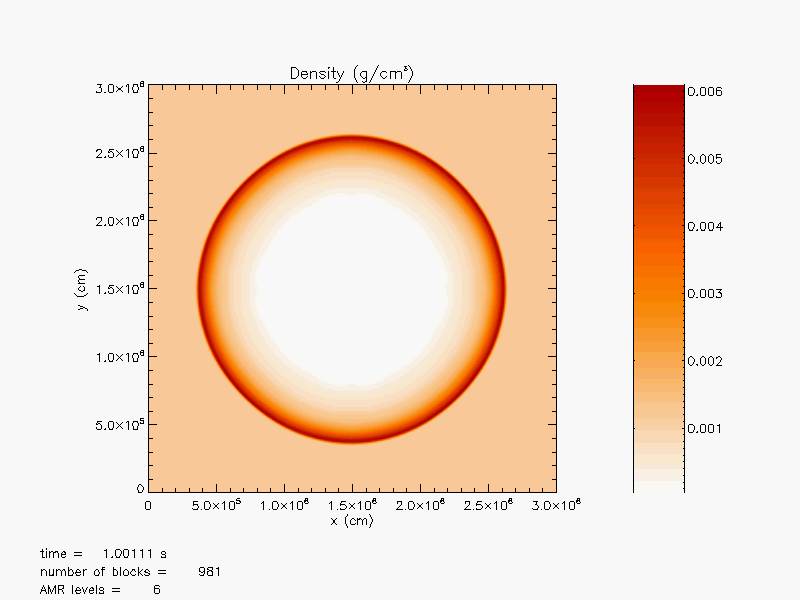 Density (g/cm³)
3.0×10⁶
2.5×10⁶
2.0×10⁶
1.5×10⁶
1.0×10⁶
5.0×10⁵
0
y (cm)
0 5.0×10⁵ 1.0×10⁶ 1.5×10⁶ 2.0×10⁶ 2.5×10⁶ 3.0×10⁶
x (cm)
0.006
0.005
0.004
0.003
0.002
0.001
time = 1.00111 s
number of blocks = 981
AMR levels = 6